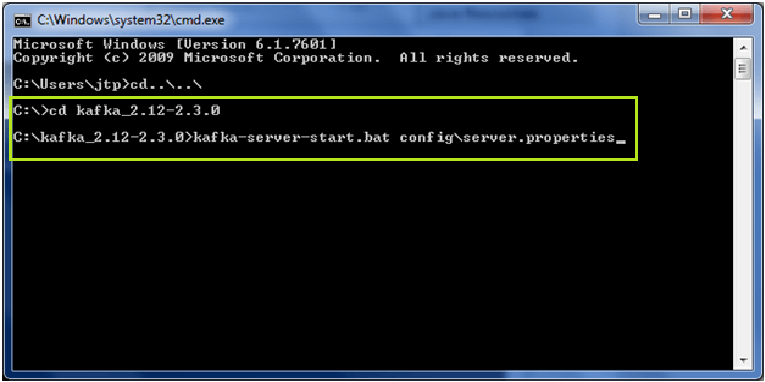 C:\Windows\system32\cmd.exe
Microsoft Windows [Version 6.1.7601]
Copyright (c) 2009 Microsoft Corporation.  All rights reserved.
C:\Users\jtp>cd..\..\
C:\>cd kafka_2.12-2.3.0
C:\kafka_2.12-2.3.0>kafka-server-start.bat config\server.properties_